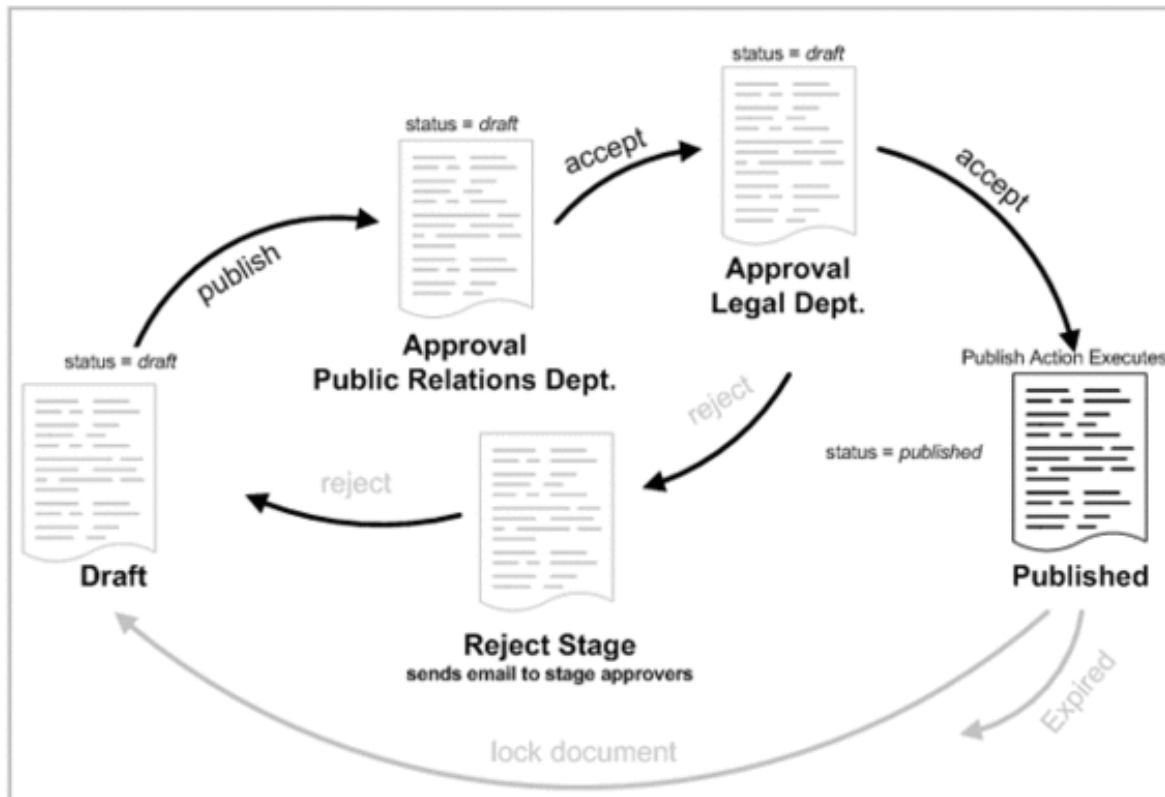 status = draft
status = draft
accept
accept
publish
Approval
Legal Dept.
Approval
Public Relations Dept.
status = draft
Publish Action Executes
reject
status = published
reject
Draft
Published
Reject Stage
sends email to stage approvers
Expired
lock document